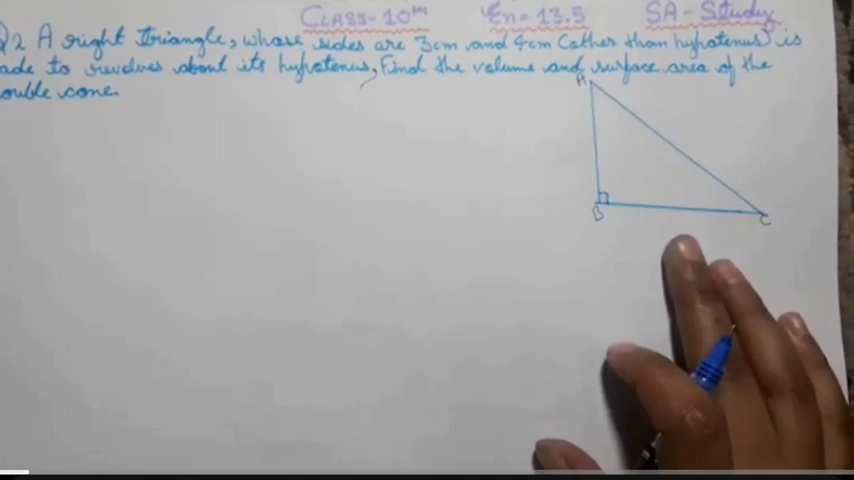 CLASS-10th Ex = 13.5 SA-Study
Q2 A right triangle, whose sides are 3cm and 4cm (other than hypotenus) is
ade to revolves about its hypotenus, Find the volume and surface area of the
ouble cone.
A
B
C